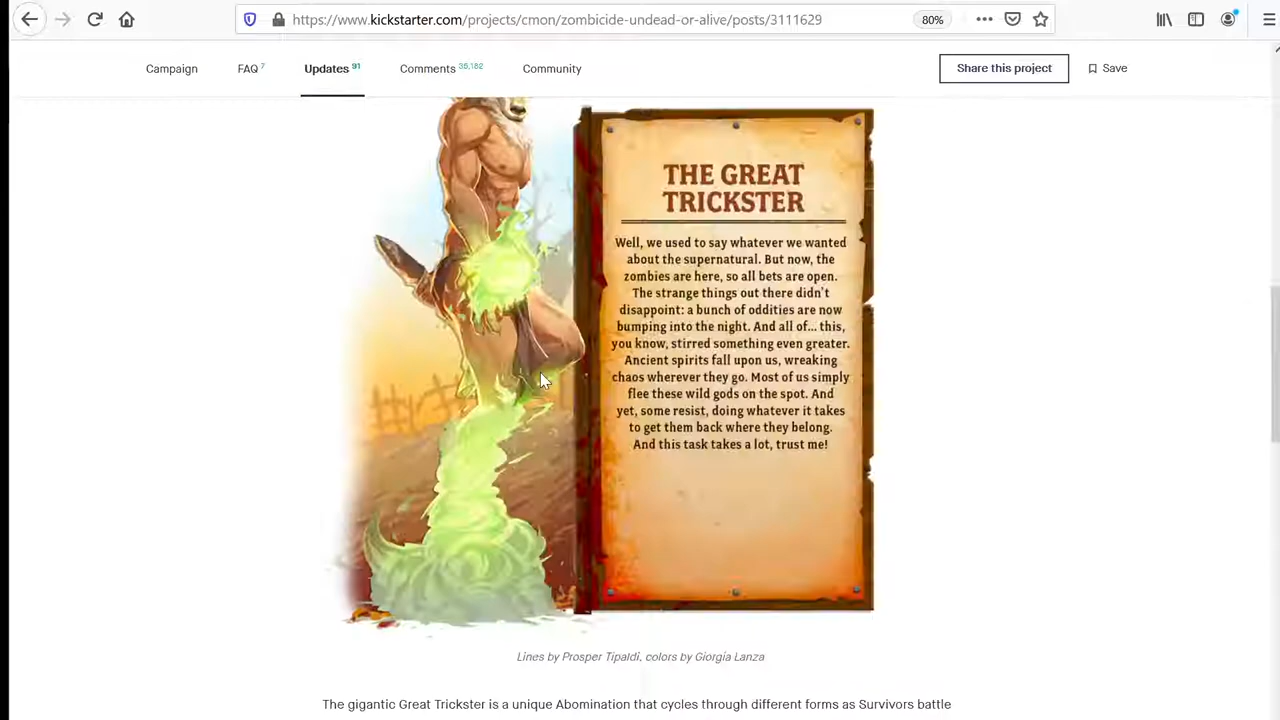 https://www.kickstarter.com/projects/cmon/zombicide-undead-or-alive/posts/3111629
80%
Campaign
FAQ 7
Updates 91
Comments 35,182
Community
Share this project
Save
THE GREAT
TRICKSTER
Well, we used to say whatever we wanted
about the supernatural. But now, the
zombies are here, so all bets are open.
The strange things out there didn't
disappoint: a bunch of oddities are now
bumping into the night. And all of... this,
you know, stirred something even greater.
Ancient spirits fall upon us, wreaking
chaos wherever they go. Most of us simply
flee these wild gods on the spot. And
yet, some resist, doing whatever it takes
to get them back where they belong.
And this task takes a lot, trust me!
Lines by Prosper Tipaldi, colors by Giorgia Lanza
The gigantic Great Trickster is a unique Abomination that cycles through different forms as Survivors battle